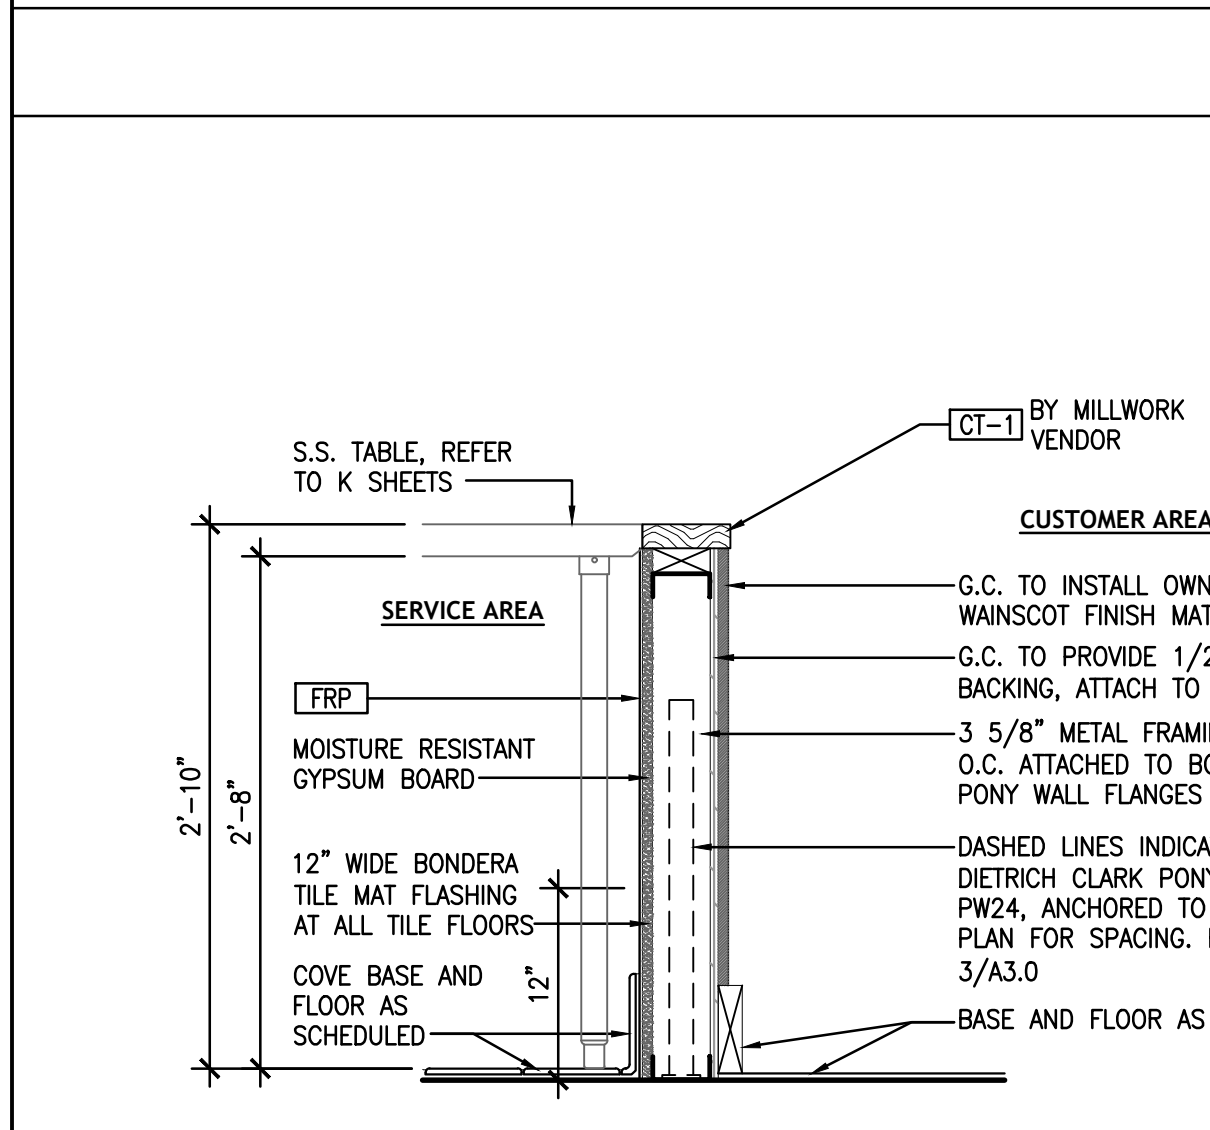 S.S. TABLE, REFER
TO K SHEETS
CT-1
BY MILLWORK
VENDOR
CUSTOMER AREA
SERVICE AREA
FRP
MOISTURE RESISTANT
GYPSUM BOARD
12" WIDE BONDERA
TILE MAT FLASHING
AT ALL TILE FLOORS
COVE BASE AND
FLOOR AS
SCHEDULED
2'-10"
2'-8"
12"
G.C. TO INSTALL OWN
WAINSCOT FINISH MAT
G.C. TO PROVIDE 1/2
BACKING, ATTACH TO
3 5/8" METAL FRAMI
O.C. ATTACHED TO BO
PONY WALL FLANGES
DASHED LINES INDICA
DIETRICH CLARK PONY
PW24, ANCHORED TO
PLAN FOR SPACING.
3/A3.0
BASE AND FLOOR AS